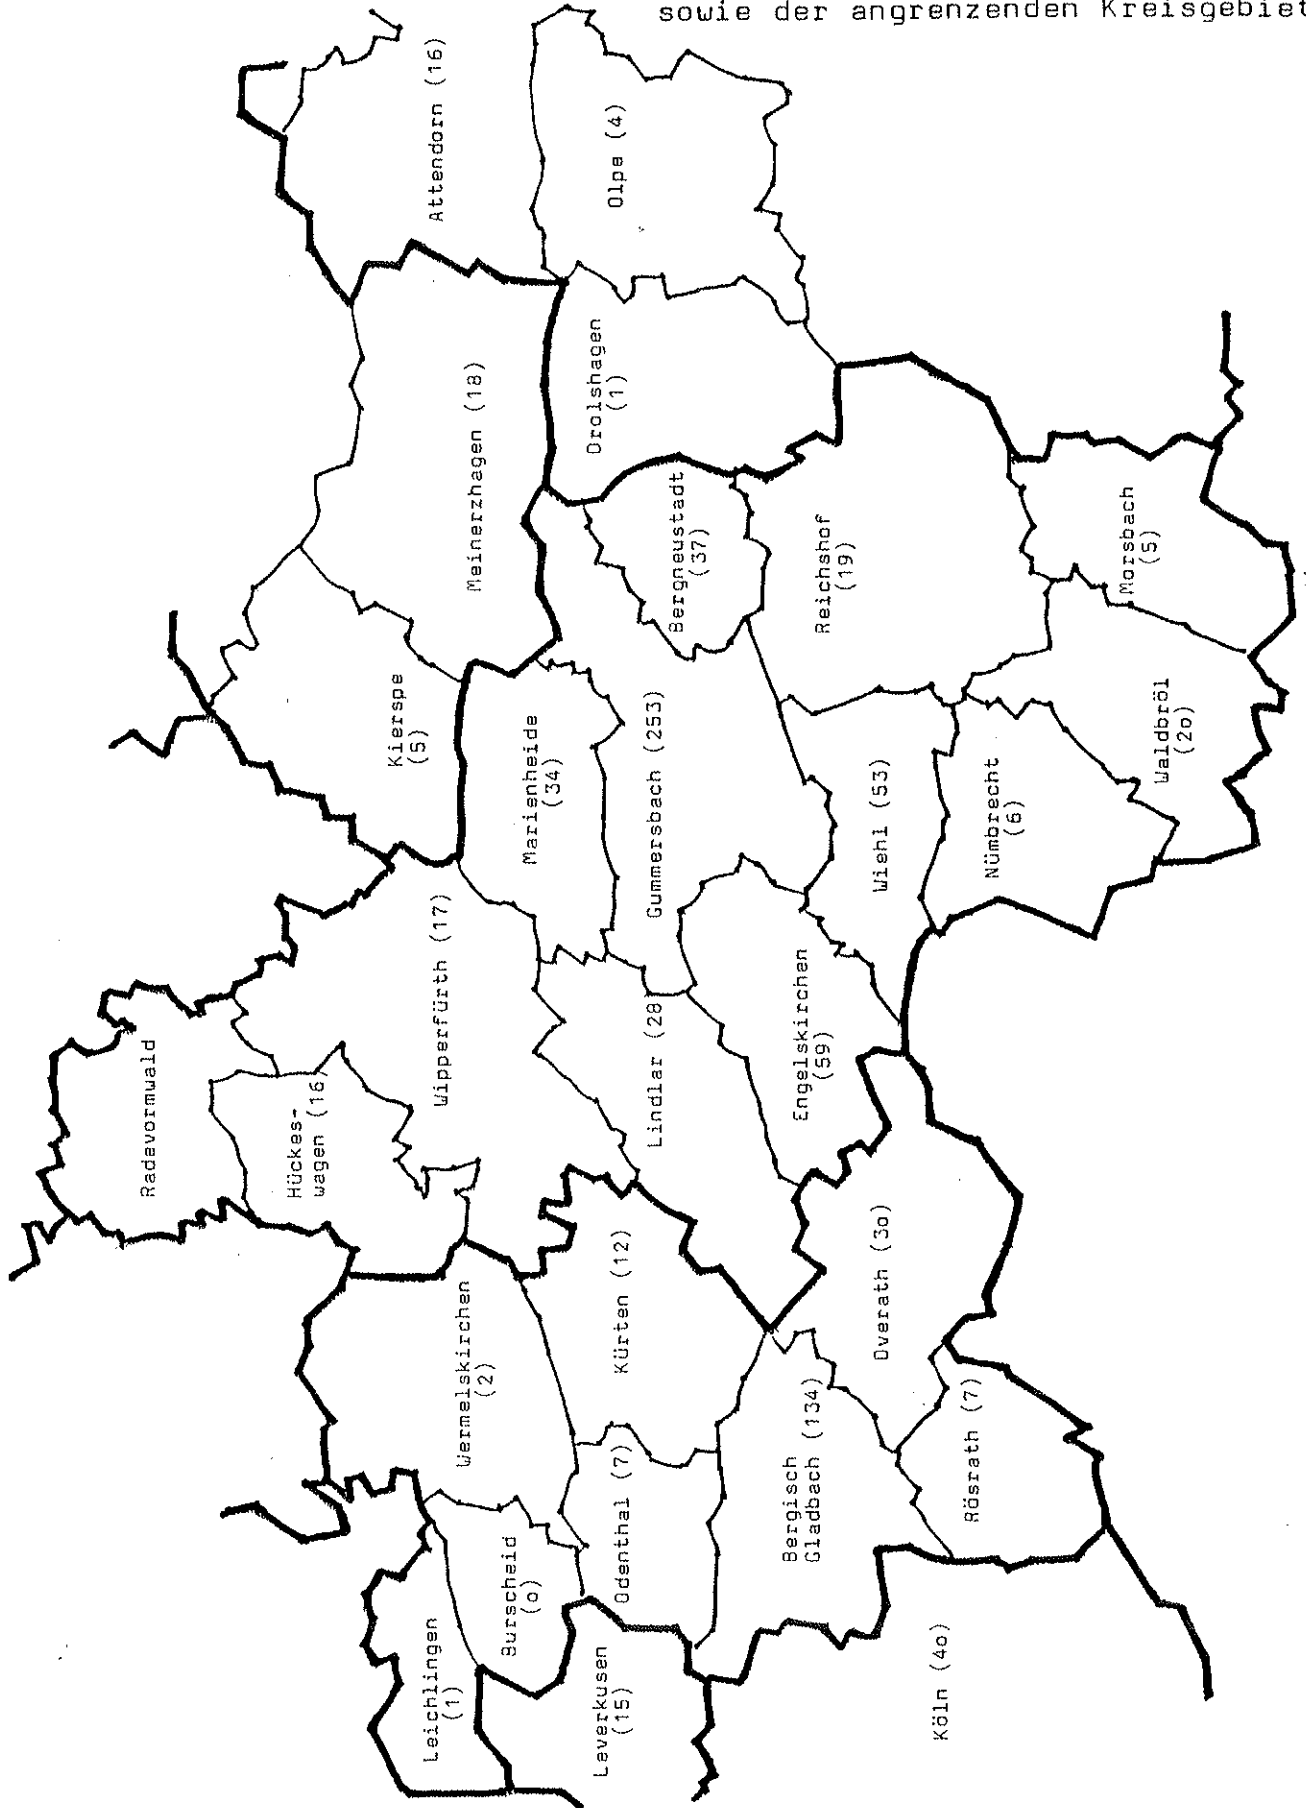 sowie der angrenzenden Kreisgebiet
Attendorn (16)
Olpe (4)
Meinerzhagen (18)
Drolshagen
(1)
Bergneustadt
(37)
Reichshof
(19)
Morsbach
(5)
Kierspe
(5)
Marienheide
(34)
Gummersbach (253)
Wiehl (53)
Nümbrecht
(6)
Waldbröl
(2o)
Radevormwald
Hückes-
wagen (16)
Wipperfürth (17)
Lindlar (28
Engelskirchen
(59)
Wermelskirchen
(2)
Kürten (12)
Overath (3o)
Leichlingen
(1)
Burscheid
(o)
Odenthal (7)
Bergisch
Gladbach (134)
Rösrath (7)
Leverkusen
(15)
Köln (4o)